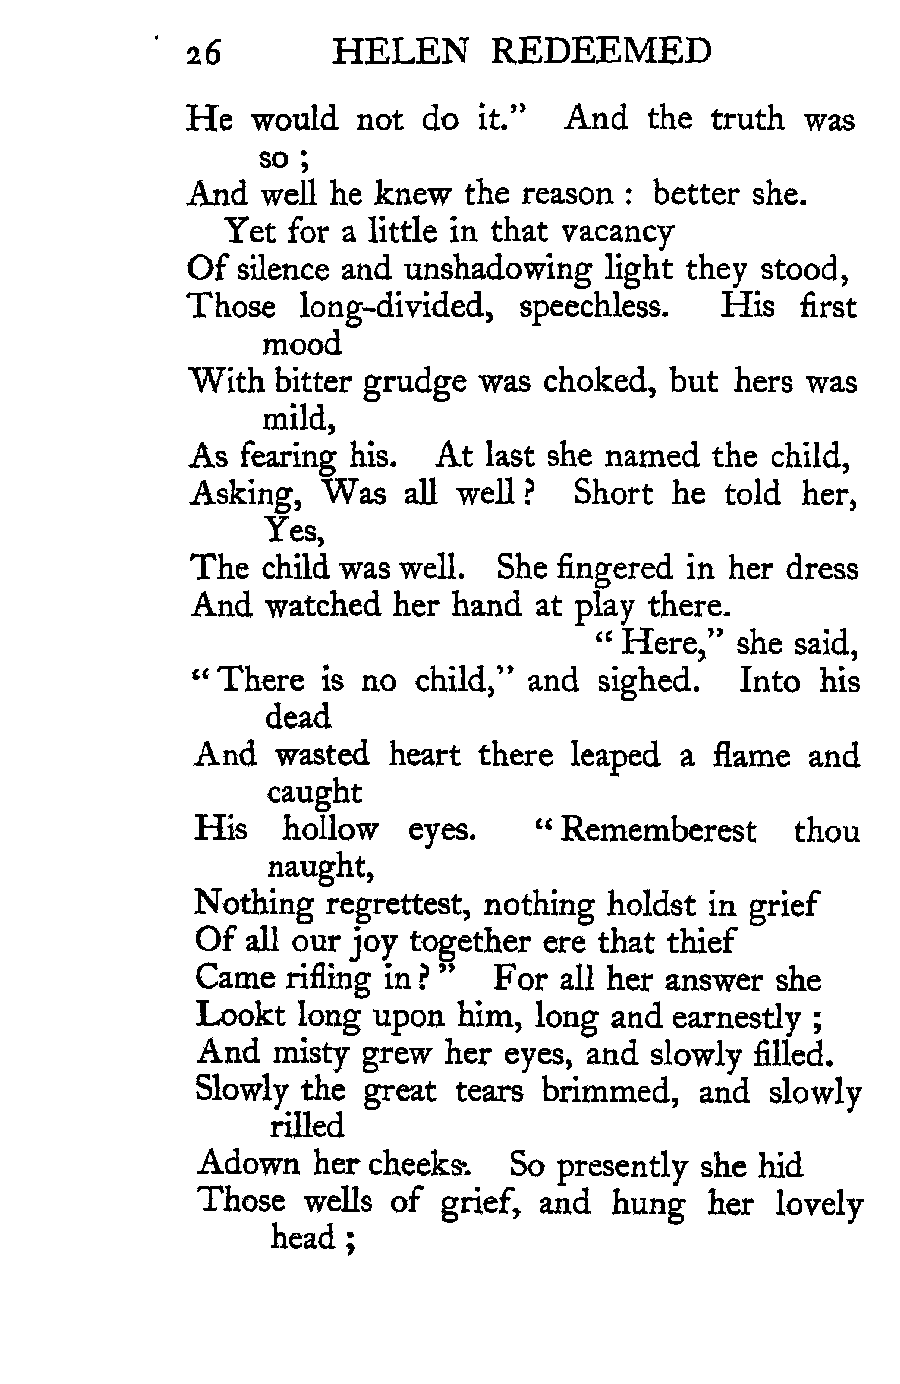 26 HELEN REDEEMED
He would not do it." And the truth was
so ;
And well he knew the reason : better she.
Yet for a little in that vacancy
Of silence and unshadowing light they stood,
Those long-divided, speechless. His first
mood
With bitter grudge was choked, but hers was
mild,
As fearing his. At last she named the child,
Asking, Was all well ? Short he told her,
Yes,
The child was well. She fingered in her dress
And watched her hand at play there.
" Here," she said,
" There is no child," and sighed. Into his
dead
And wasted heart there leaped a flame and
caught
His hollow eyes. " Rememberest thou
naught,
Nothing regrettest, nothing holdst in grief
Of all our joy together ere that thief
Came rifling in ? " For all her answer she
Lookt long upon him, long and earnestly ;
And misty grew her eyes, and slowly filled.
Slowly the great tears brimmed, and slowly
rilled
Adown her cheeks. So presently she hid
Those wells of grief, and hung her lovely
head ;